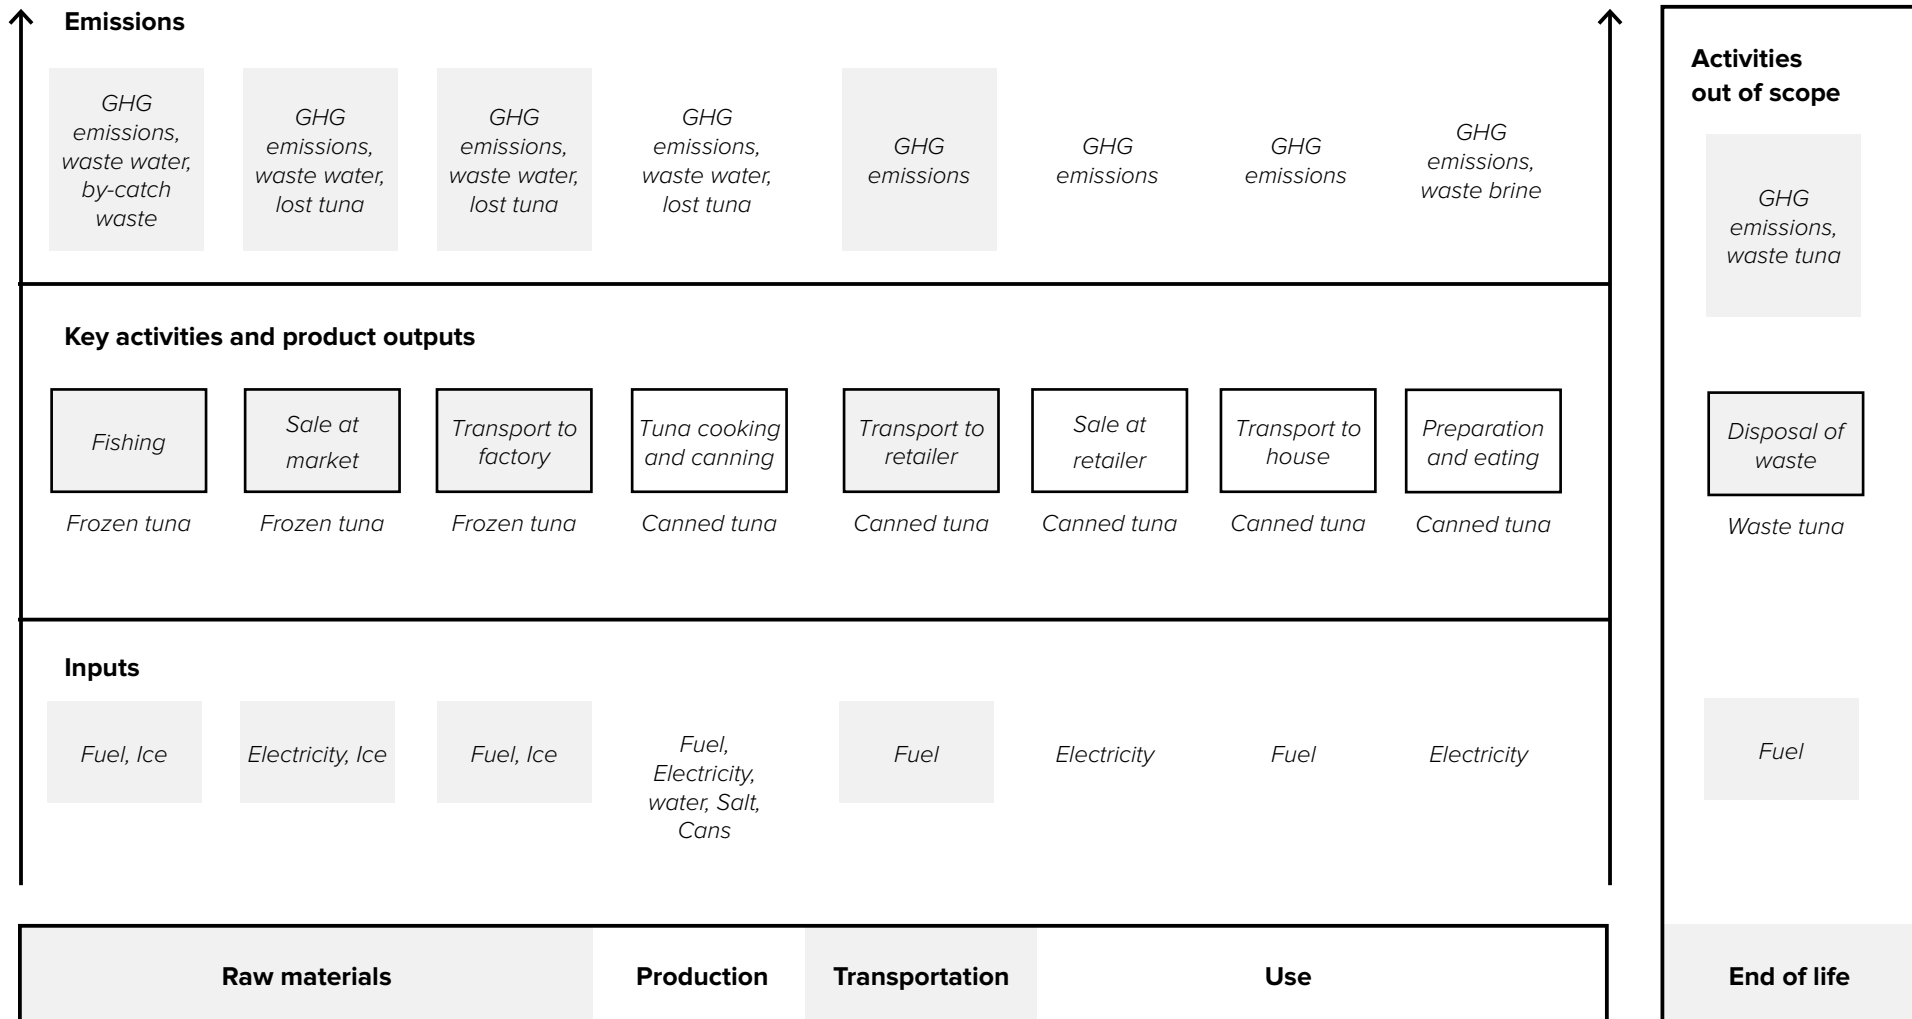 Emissions
GHG
emissions,
waste water,
by-catch
waste
GHG
emissions,
waste water,
lost tuna
GHG
emissions,
waste water,
lost tuna
GHG
emissions,
waste water,
lost tuna
GHG
emissions
GHG
emissions
GHG
emissions
GHG
emissions,
waste brine
Key activities and product outputs
Fishing
Frozen tuna
Sale at
market
Frozen tuna
Transport to
factory
Frozen tuna
Tuna cooking
and canning
Canned tuna
Transport to
retailer
Canned tuna
Sale at
retailer
Canned tuna
Transport to
house
Canned tuna
Preparation
and eating
Canned tuna
Inputs
Fuel, Ice
Electricity, Ice
Fuel, Ice
Fuel,
Electricity,
water, Salt,
Cans
Fuel
Electricity
Fuel
Electricity
Raw materials
Production
Transportation
Use
Activities
out of scope
GHG
emissions,
waste tuna
Disposal of
waste
Waste tuna
Fuel
End of life